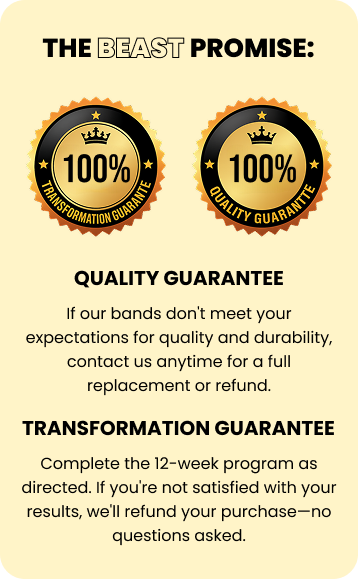 THE BEAST PROMISE:
100%
TRANSFORMATION GUARANTE
100%
QUALITY GUARANTTE
QUALITY GUARANTEE
If our bands don't meet your
expectations for quality and durability,
contact us anytime for a full
replacement or refund.
TRANSFORMATION GUARANTEE
Complete the 12-week program as
directed. If you're not satisfied with your
results, we'll refund your purchase—no
questions asked.